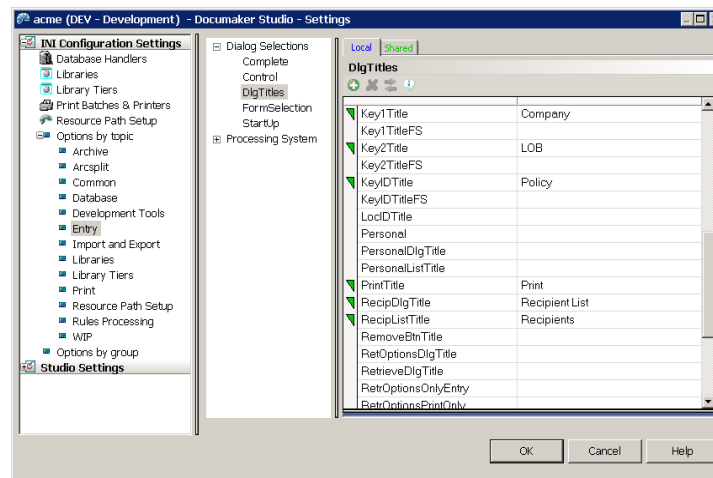 acme (DEV - Development) - Documaker Studio - Settings
INI Configuration Settings
Database Handlers
Libraries
Library Tiers
Print Batches & Printers
Resource Path Setup
Options by topic
Archive
Arcsplit
Common
Database
Development Tools
Entry
Import and Export
Libraries
Library Tiers
Print
Resource Path Setup
Rules Processing
WIP
Options by group
Studio Settings
Dialog Selections
Complete
Control
DlgTitles
FormSelection
StartUp
Processing System
Local Shared
DlgTitles
Key1Title Company
Key1TitleFS
Key2Title LOB
Key2TitleFS
KeyIDTitle Policy
KeyIDTitleFS
LocIDTitle
Personal
PersonalDlgTitle
PersonalListTitle
PrintTitle Print
RecipDlgTitle Recipient List
RecipListTitle Recipients
RemoveBtnTitle
RetOptionsDlgTitle
RetrieveDlgTitle
RetrOptionsOnlyEntry
RetrOptionsPrintOnly
OK Cancel Help